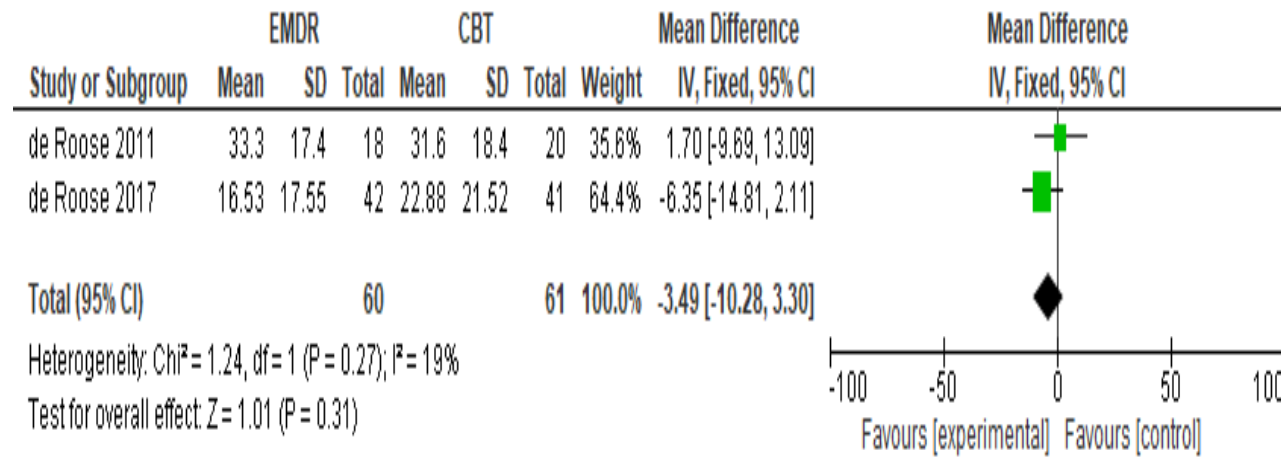 EMDR CBT Mean Difference Mean Difference
Study or Subgroup Mean SD Total Mean SD Total Weight IV, Fixed, 95% CI IV, Fixed, 95% CI
de Roose 2011 33.3 17.4 18 31.6 18.4 20 35.6% 1.70 [-9.69, 13.09]
de Roose 2017 16.53 17.55 42 22.88 21.52 41 64.4% -6.35 [-14.81, 2.11]
Total (95% CI) 60 61 100.0% -3.49 [-10.28, 3.30]
Heterogeneity: Chi² = 1.24, df = 1 (P = 0.27); I² = 19%
Test for overall effect: Z = 1.01 (P = 0.31)
-100 -50 0 50 100
Favours [experimental] Favours [control]